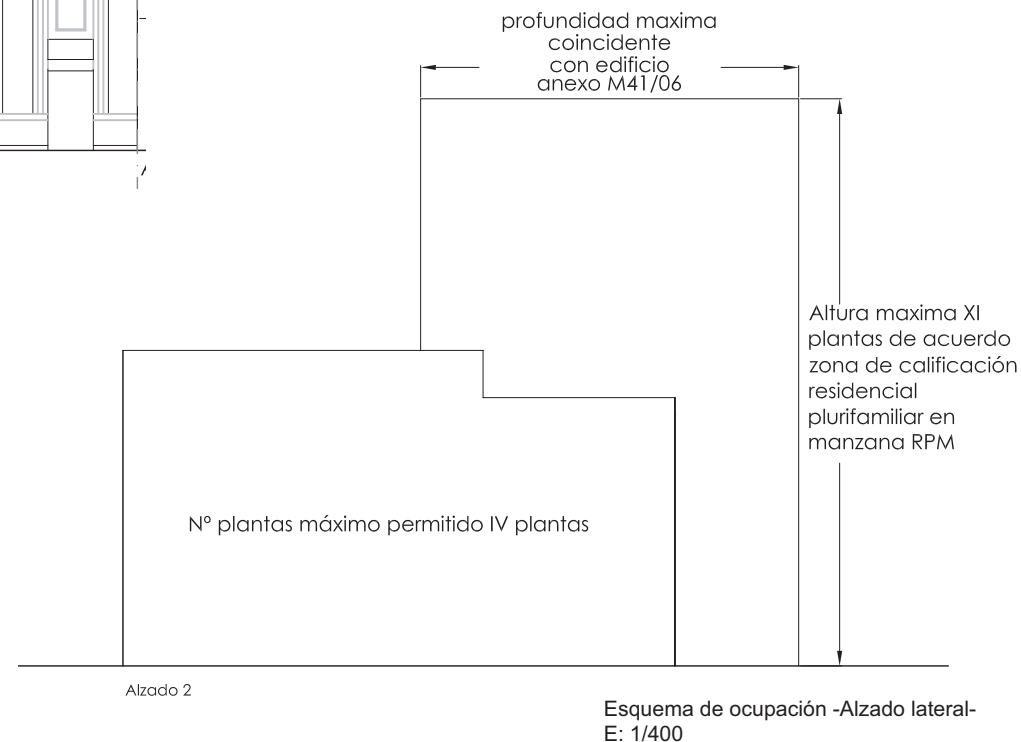 profundidad maxima
coincidente
con edificio
anexo M41/06
Altura maxima XI
plantas de acuerdo
zona de calificación
residencial
plurifamiliar en
manzana RPM
Nº plantas máximo permitido IV plantas
Alzado 2
Esquema de ocupación -Alzado lateral-
E: 1/400